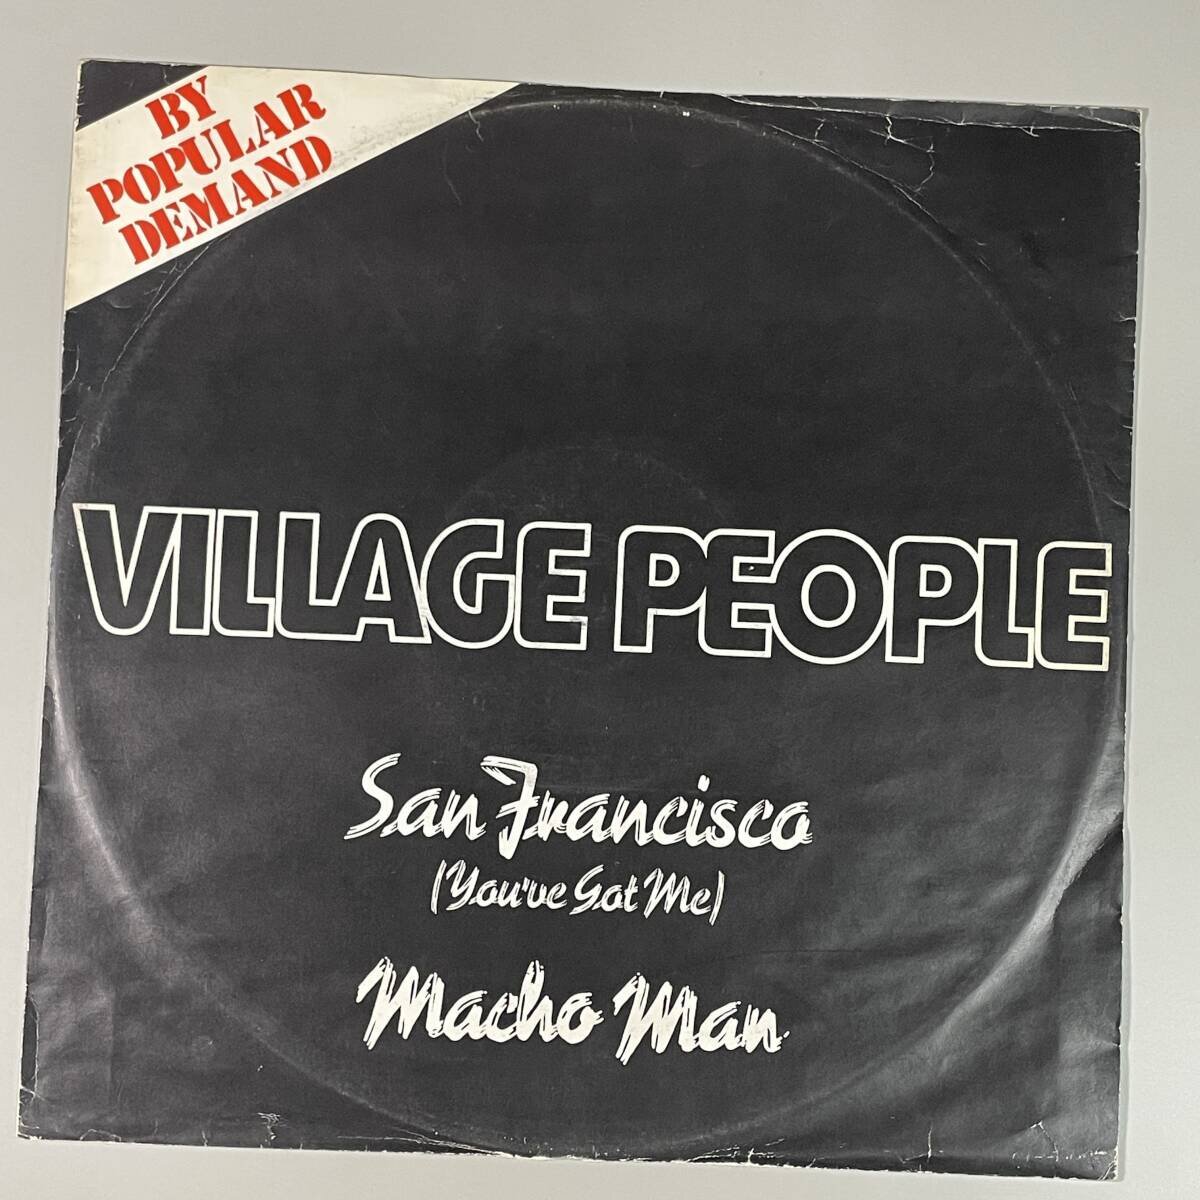 BY
POPULAR
DEMAND
VILLAGE PEOPLE
San Francisco
(You've Got Me)
Macho Man